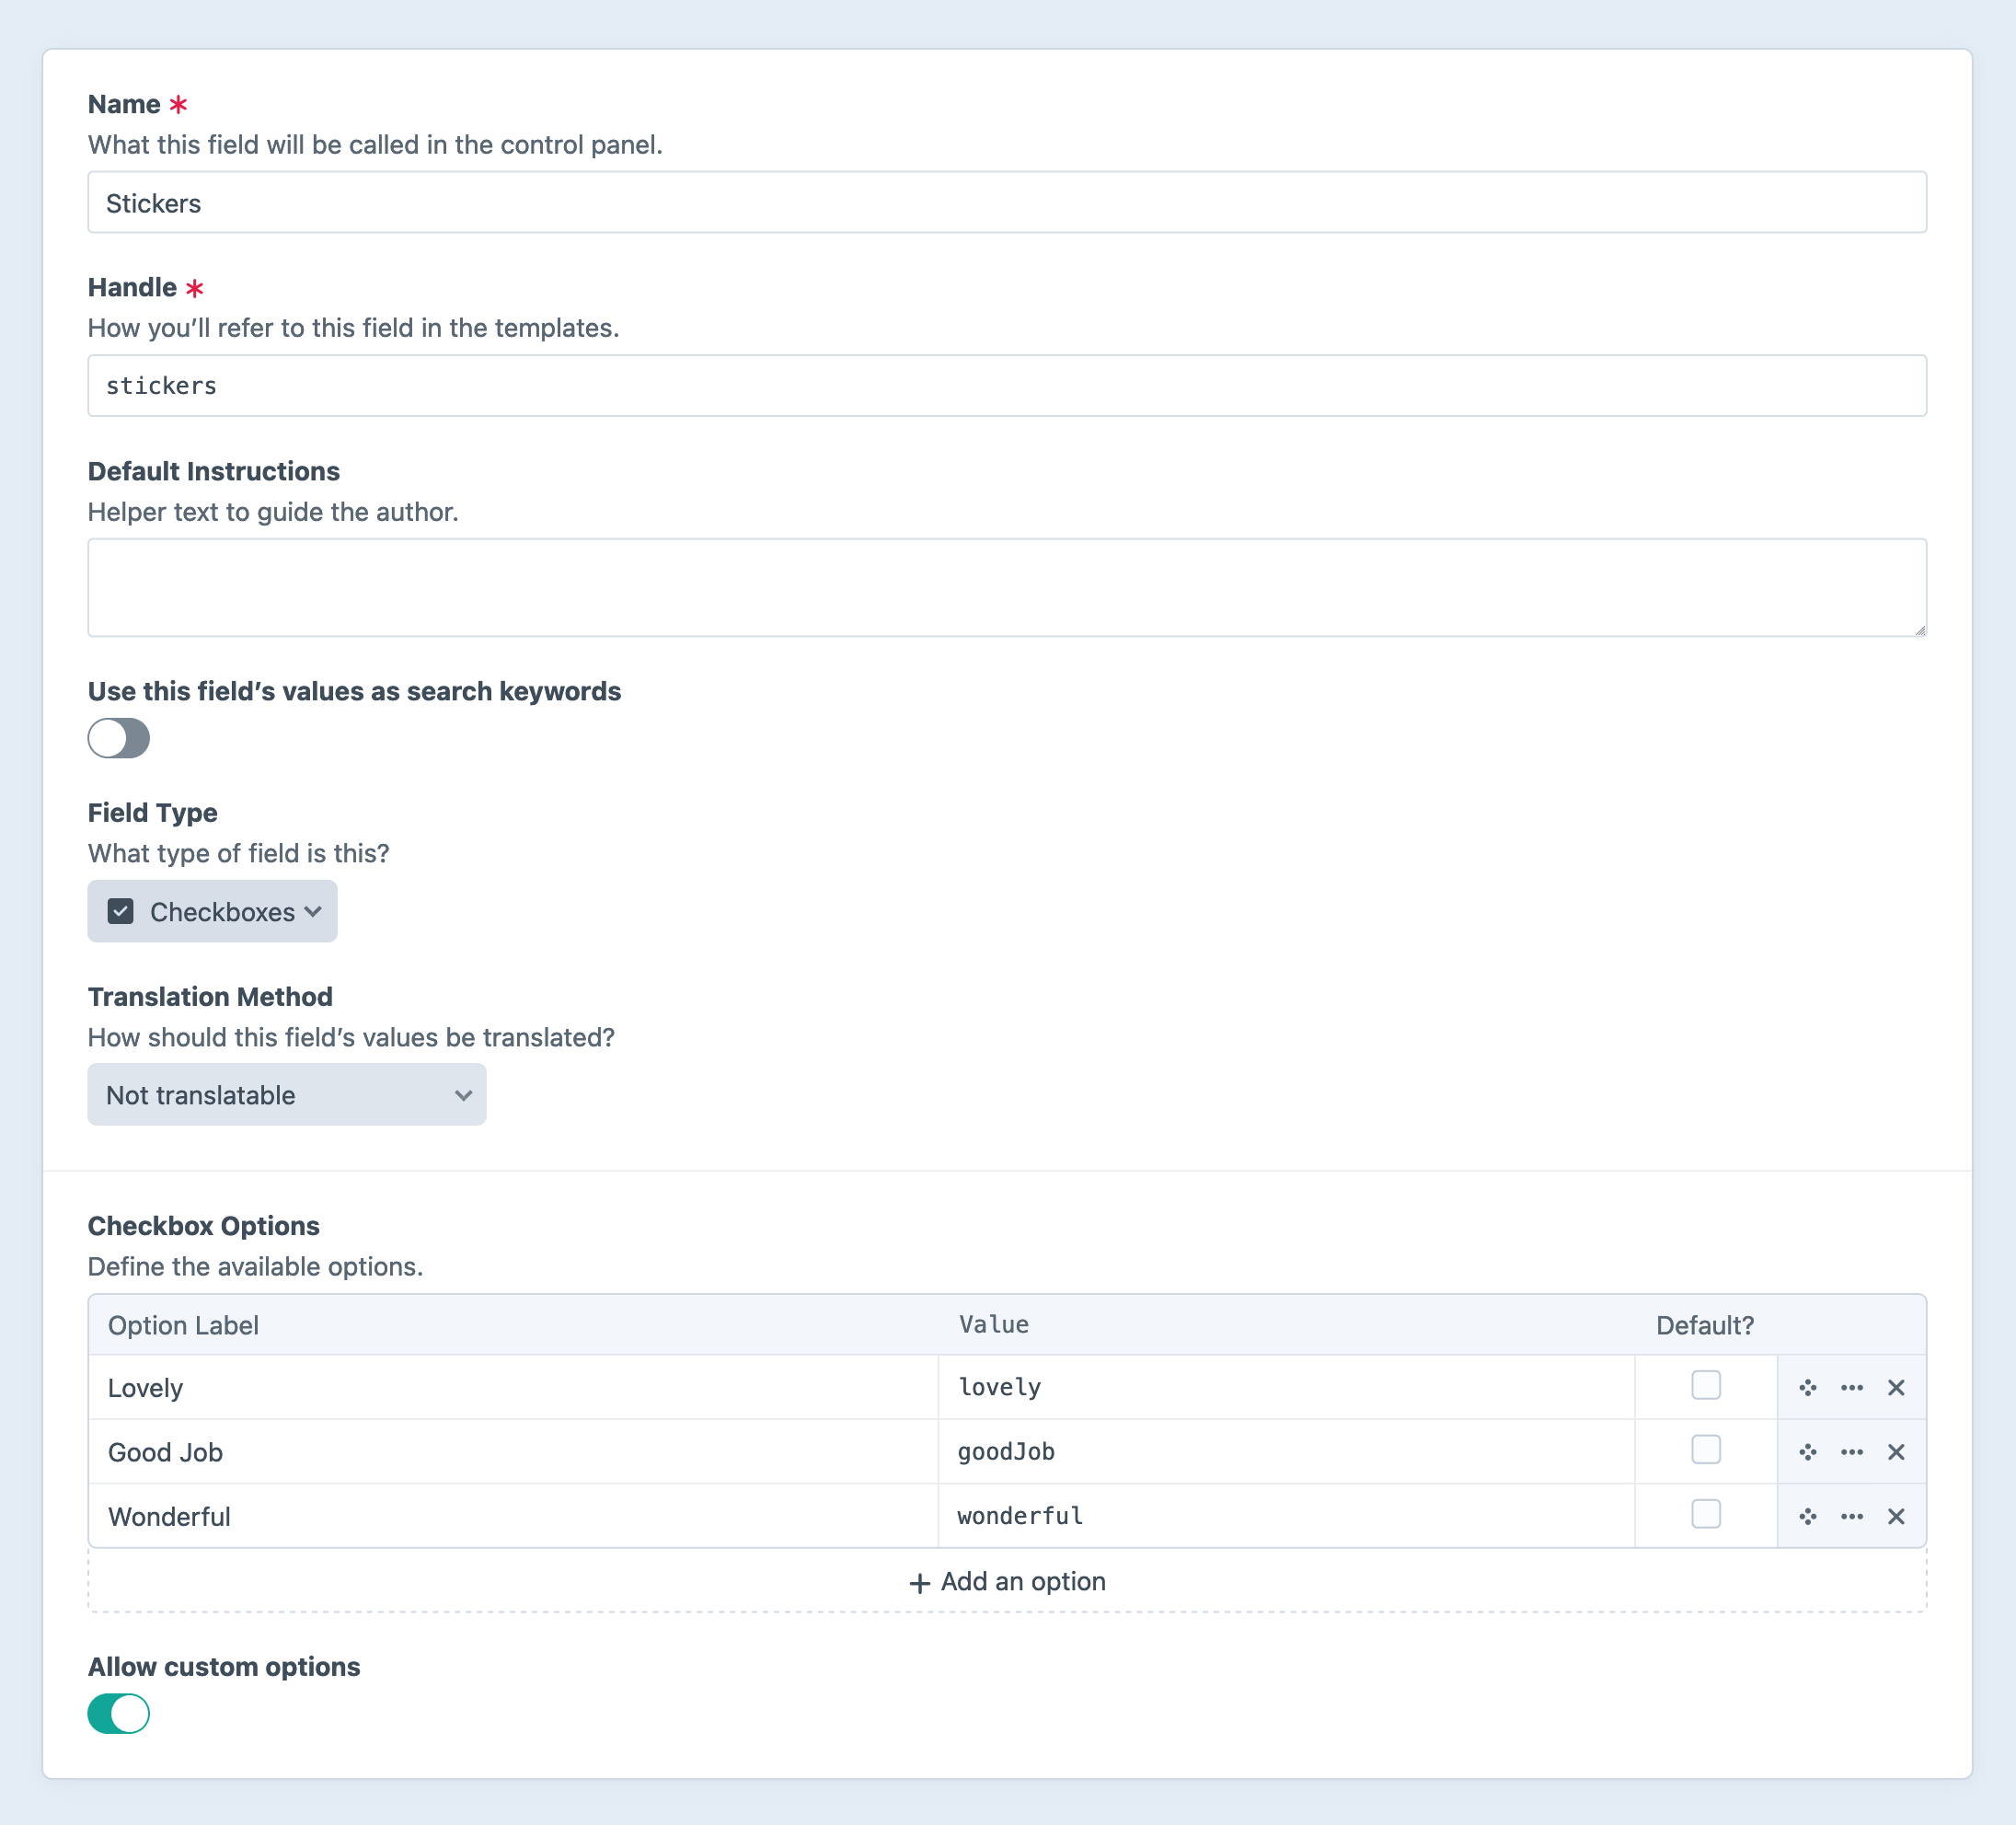 Name *
What this field will be called in the control panel.
Stickers
Handle *
How you’ll refer to this field in the templates.
stickers
Default Instructions
Helper text to guide the author.
Use this field’s values as search keywords
Field Type
What type of field is this?
Checkboxes
Translation Method
How should this field’s values be translated?
Not translatable
Checkbox Options
Define the available options.
Option Label Value Default?
Lovely lovely
Good Job goodJob
Wonderful wonderful
+ Add an option
Allow custom options